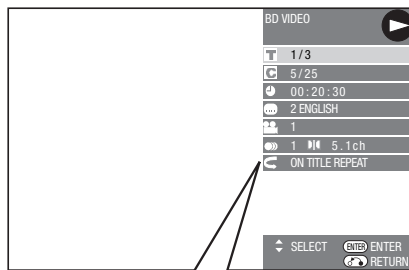 BD VIDEO
T 1/3
C 5/25
00:20:30
2 ENGLISH
1
1 5.1ch
ON TITLE REPEAT
SELECT ENTER ENTER
RETURN